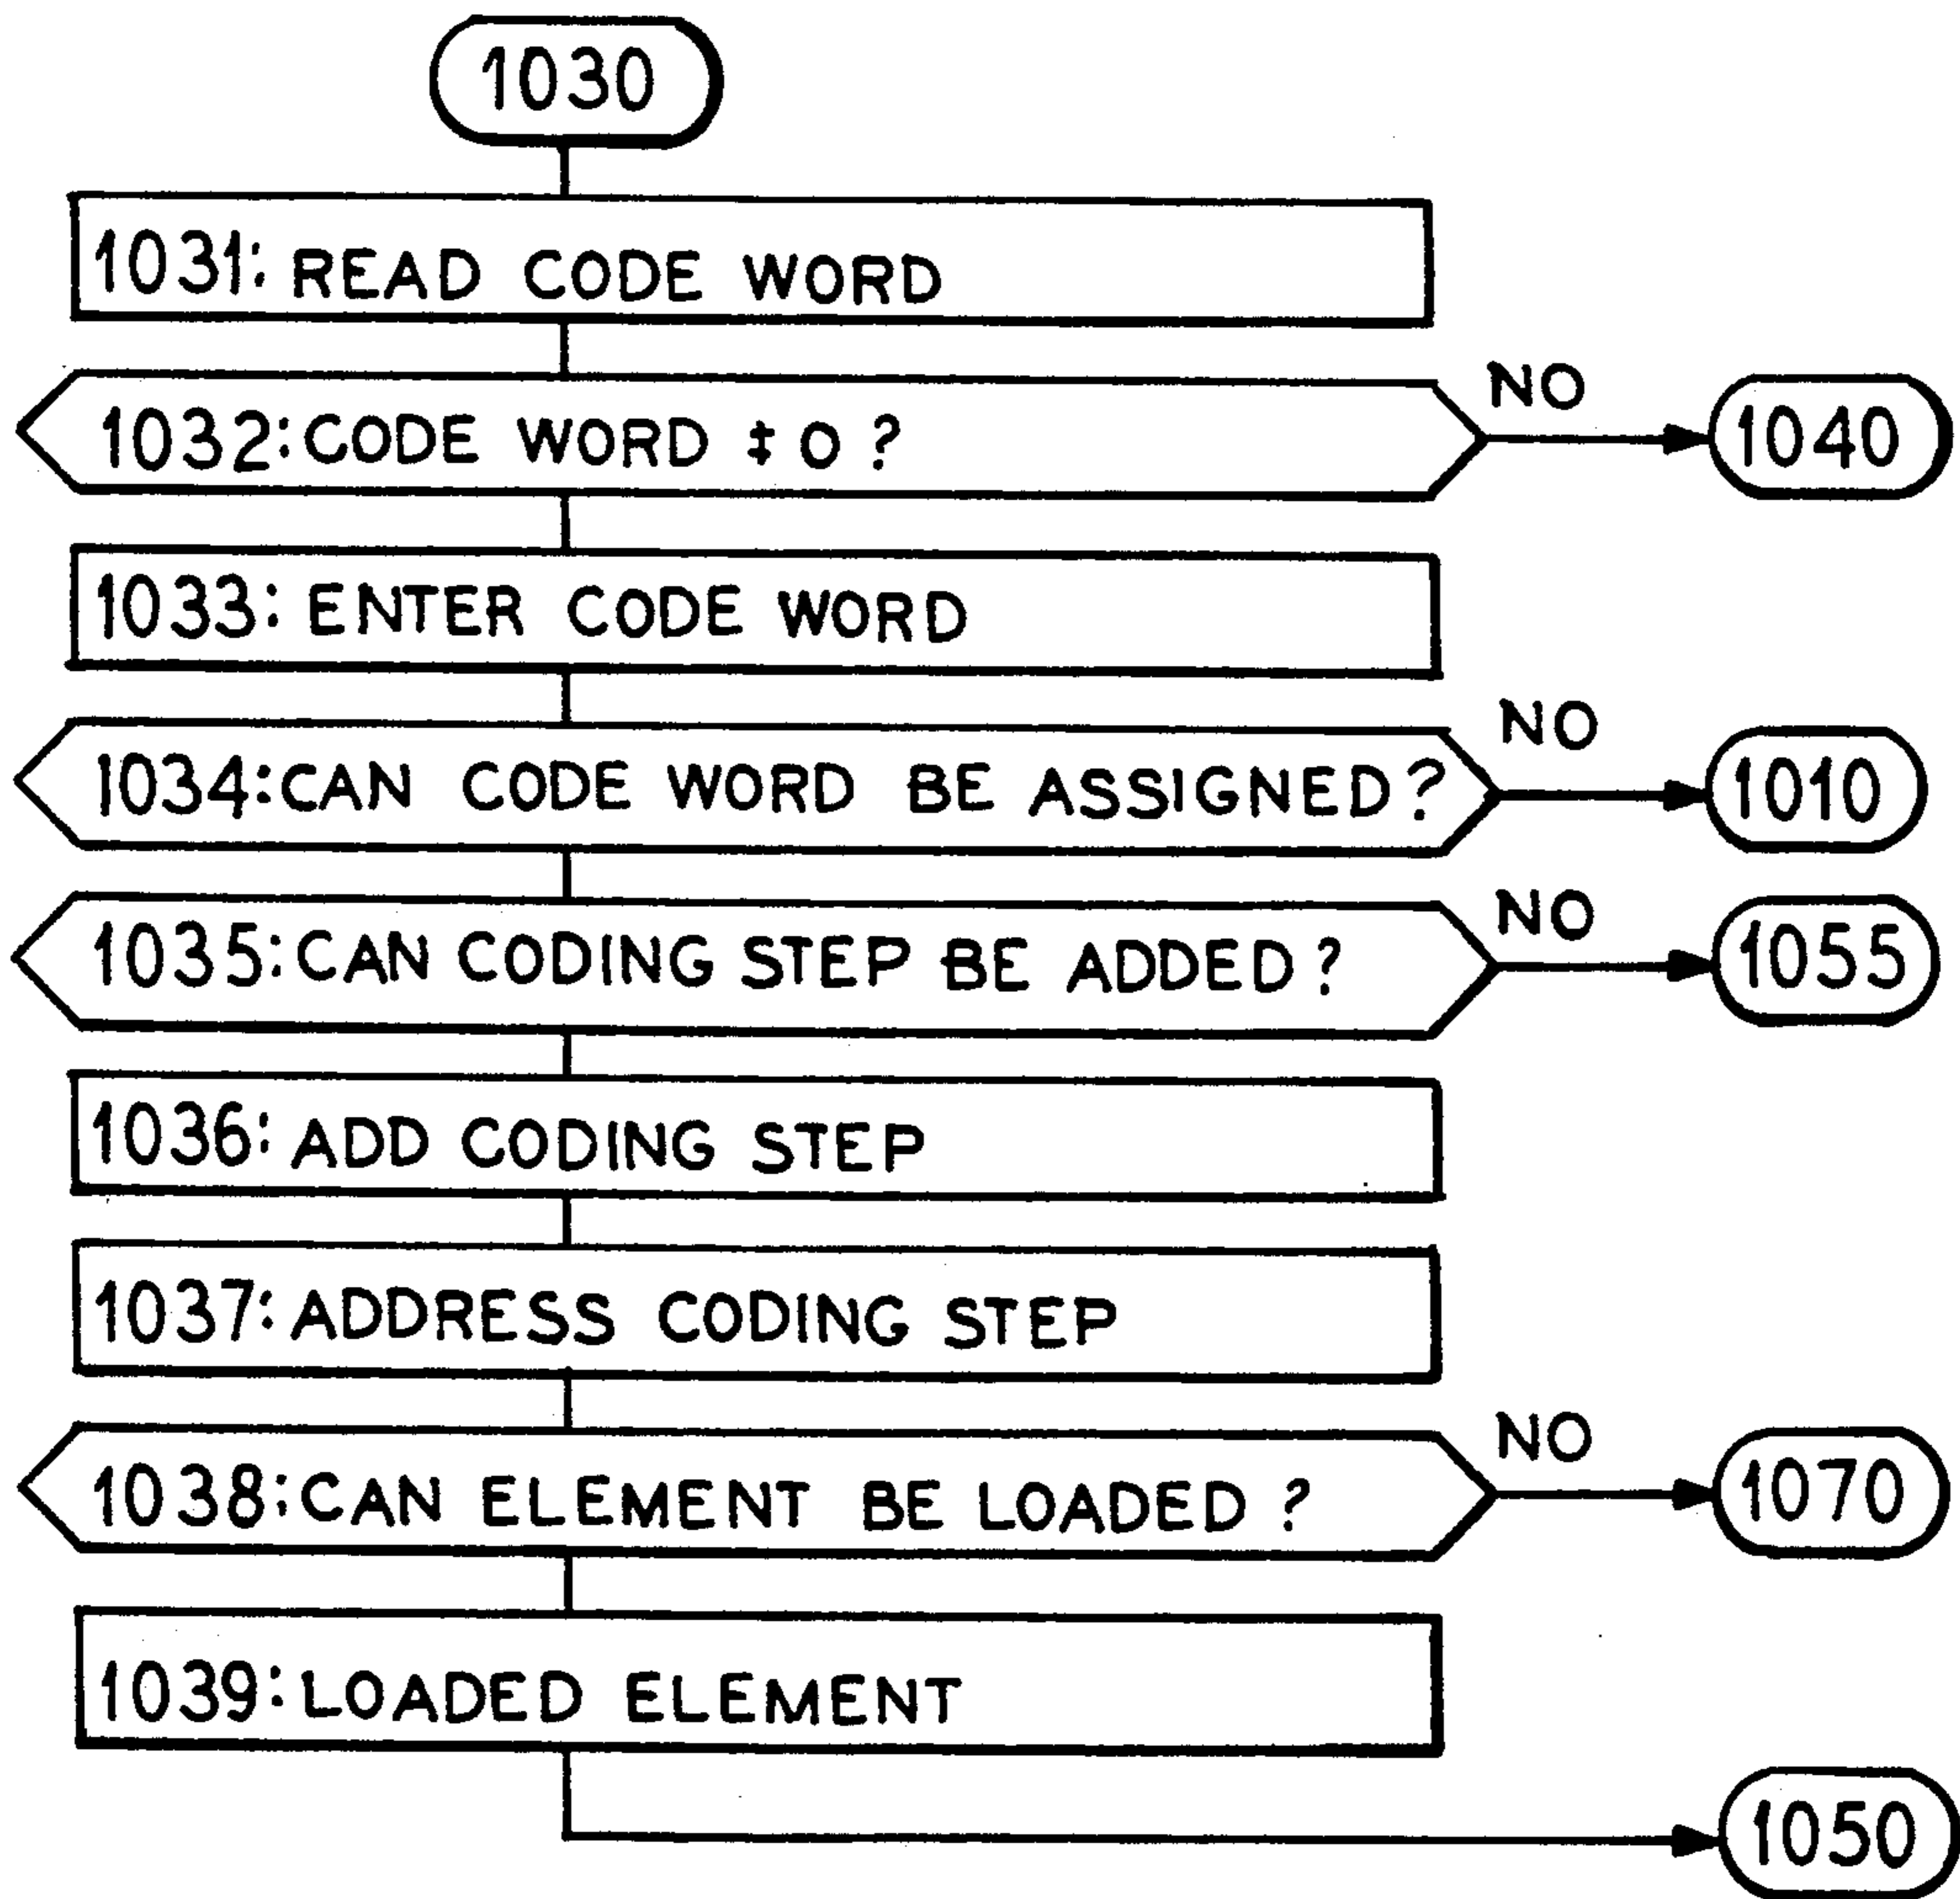 1030
1031: READ CODE WORD
NO
1032: CODE WORD ‡ 0 ?
1040
1033: ENTER CODE WORD
NO
1034: CAN CODE WORD BE ASSIGNED?
1010
NO
1035: CAN CODING STEP BE ADDED?
1055
1036: ADD CODING STEP
1037: ADDRESS CODING STEP
NO
1038: CAN ELEMENT BE LOADED ?
1070
1039: LOADED ELEMENT
1050